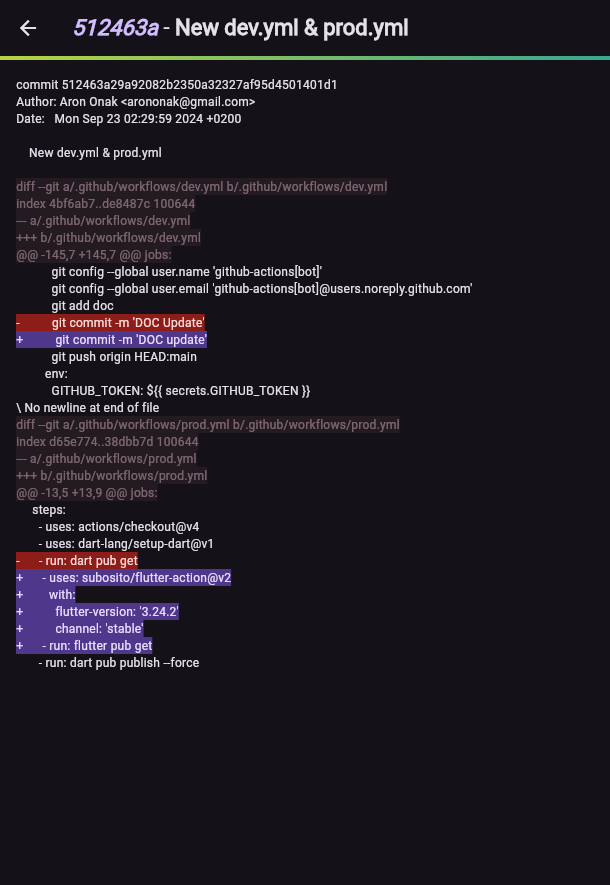 512463a - New dev.yml & prod.yml
commit 512463a29a92082b2350a32327af95d4501401d1
Author: Aron Onak <arononak@gmail.com>
Date:   Mon Sep 23 02:29:59 2024 +0200
New dev.yml & prod.yml
diff --git a/.github/workflows/dev.yml b/.github/workflows/dev.yml
index 4bf6ab7..de8487c 100644
--- a/.github/workflows/dev.yml
+++ b/.github/workflows/dev.yml
@@ -145,7 +145,7 @@ jobs:
git config --global user.name 'github-actions[bot]'
git config --global user.email 'github-actions[bot]@users.noreply.github.com'
git add doc
-          git commit -m 'DOC Update'
+          git commit -m 'DOC update'
git push origin HEAD:main
env:
GITHUB_TOKEN: ${{ secrets.GITHUB_TOKEN }}
\ No newline at end of file
diff --git a/.github/workflows/prod.yml b/.github/workflows/prod.yml
index d65e774..38dbb7d 100644
--- a/.github/workflows/prod.yml
+++ b/.github/workflows/prod.yml
@@ -13,5 +13,9 @@ jobs:
steps:
- uses: actions/checkout@v4
- uses: dart-lang/setup-dart@v1
-      - run: dart pub get
+      - uses: subosito/flutter-action@v2
+        with:
+          flutter-version: '3.24.2'
+          channel: 'stable'
+      - run: flutter pub get
- run: dart pub publish --force